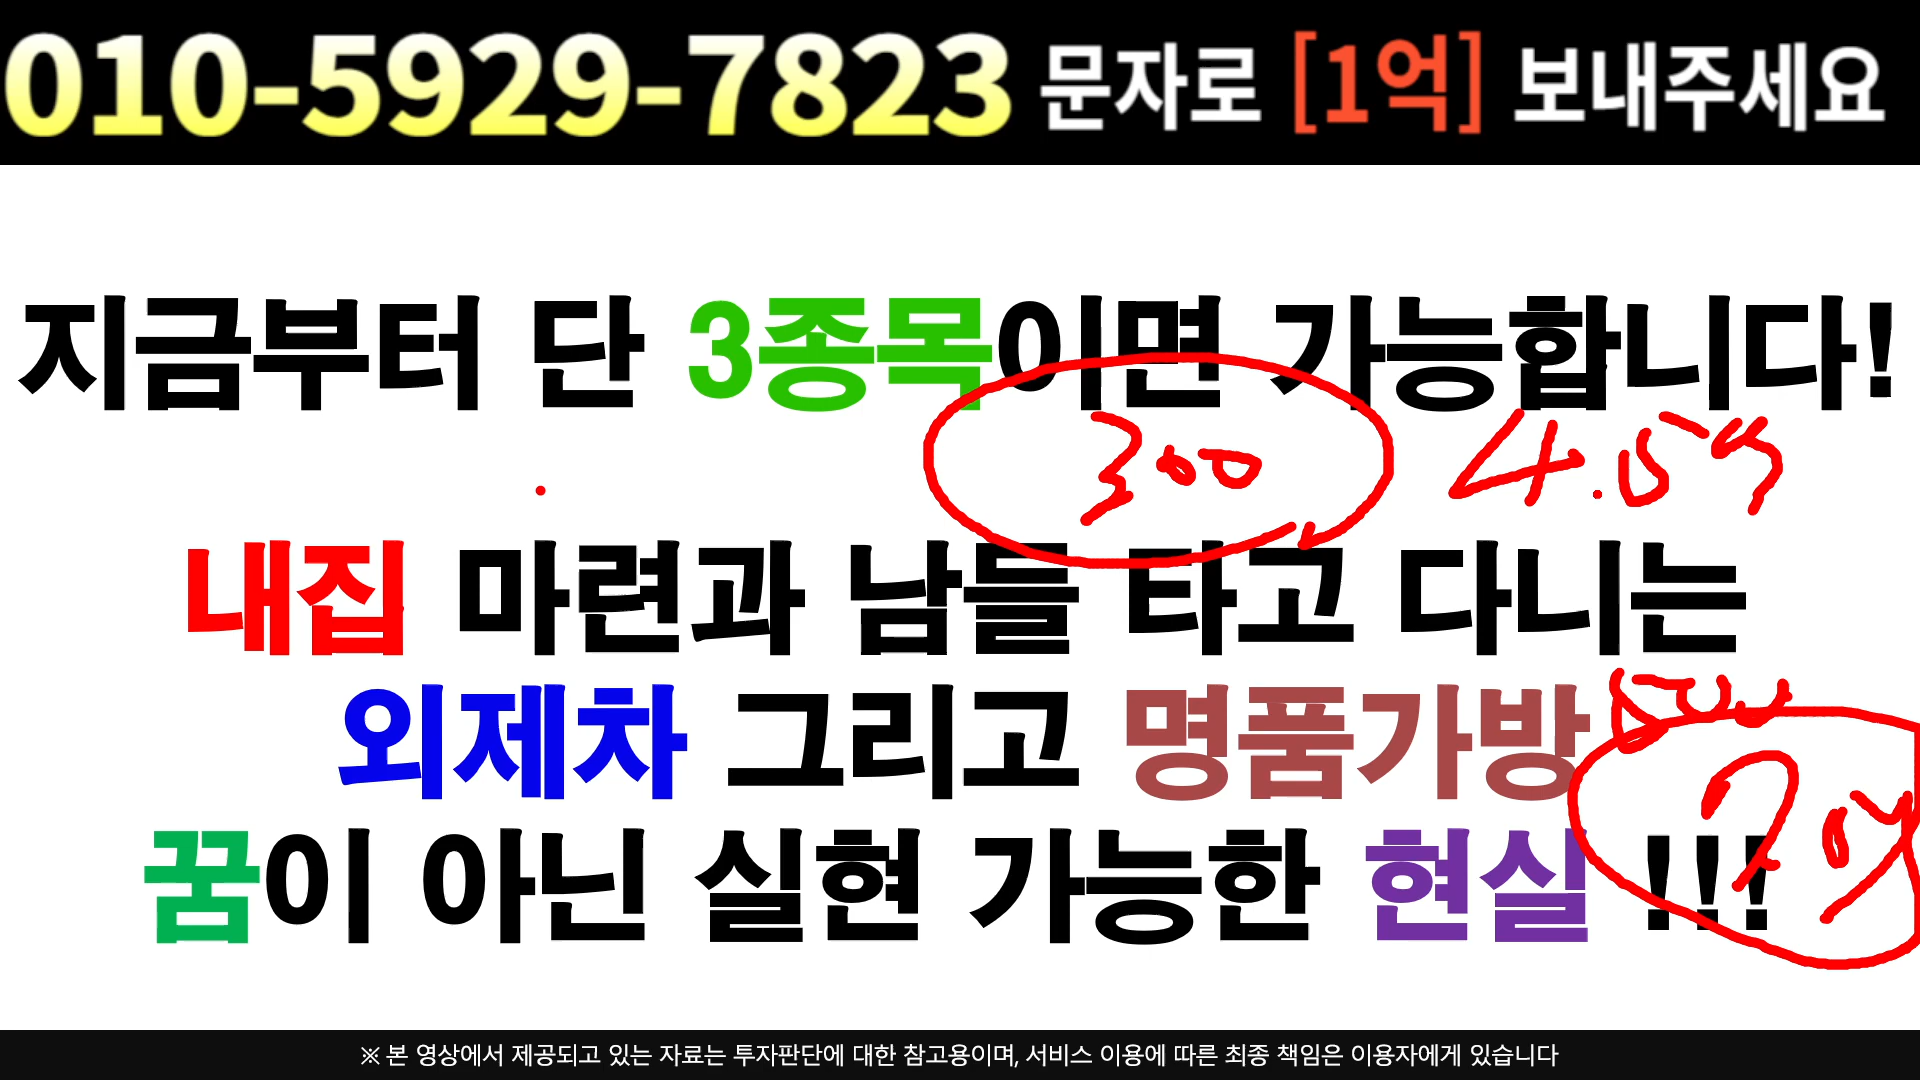 010-5929-7823 문자로 [1억] 보내주세요
지금부터 단 3종목이면 가능합니다!
300
4.5억
내집 마련과 남들 타고 다니는
외제차 그리고 명품가방
500
꿈이 아닌 실현 가능한 현실 !!!
※ 본 영상에서 제공되고 있는 자료는 투자판단에 대한 참고용이며, 서비스 이용에 따른 최종 책임은 이용자에게 있습니다